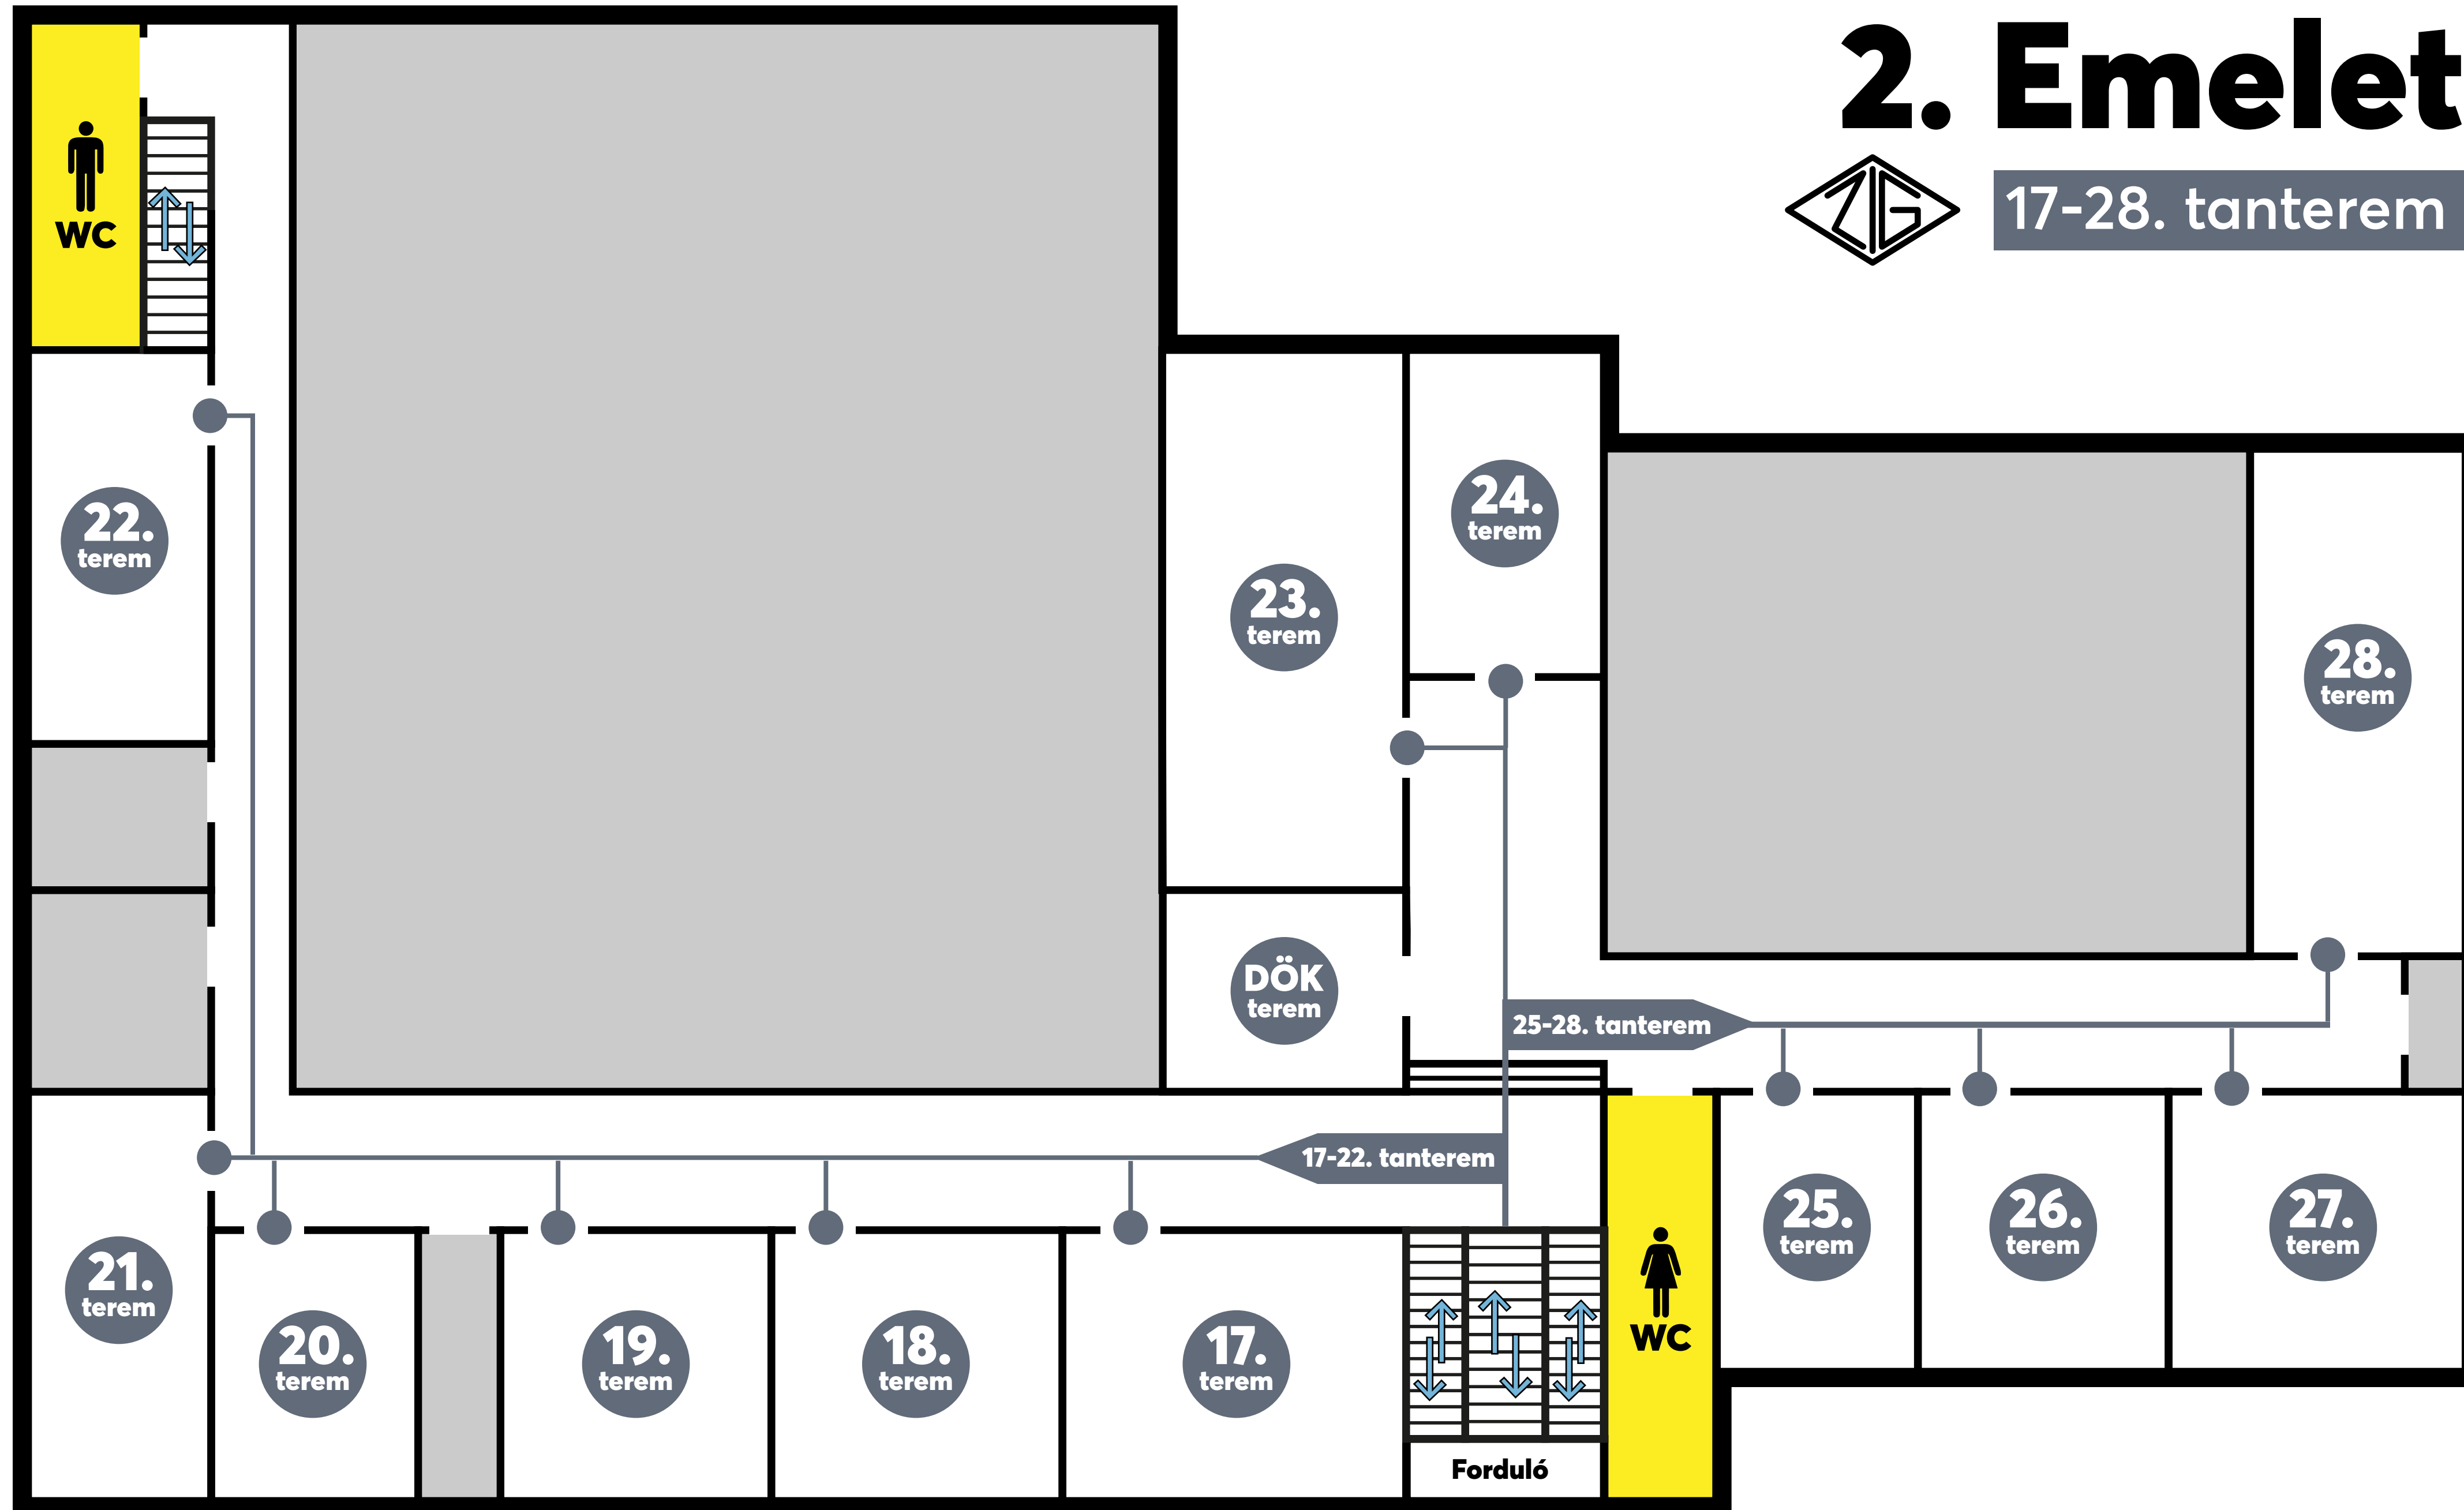 2. Emelet
17-28. tanterem
WC
22.
terem
23.
terem
24.
terem
28.
terem
DÖK
terem
25-28. tanterem
17-22. tanterem
21.
terem
20.
terem
19.
terem
18.
terem
17.
terem
WC
25.
terem
26.
terem
27.
terem
Forduló